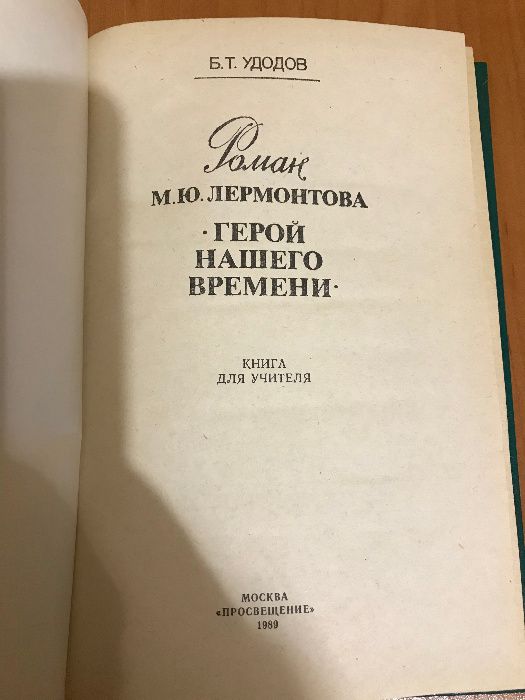 Б.Т. УДОДОВ
Роман
М.Ю. ЛЕРМОНТОВА
·ГЕРОЙ
НАШЕГО
ВРЕМЕНИ·
КНИГА
ДЛЯ УЧИТЕЛЯ
МОСКВА
«ПРОСВЕЩЕНИЕ»
1989